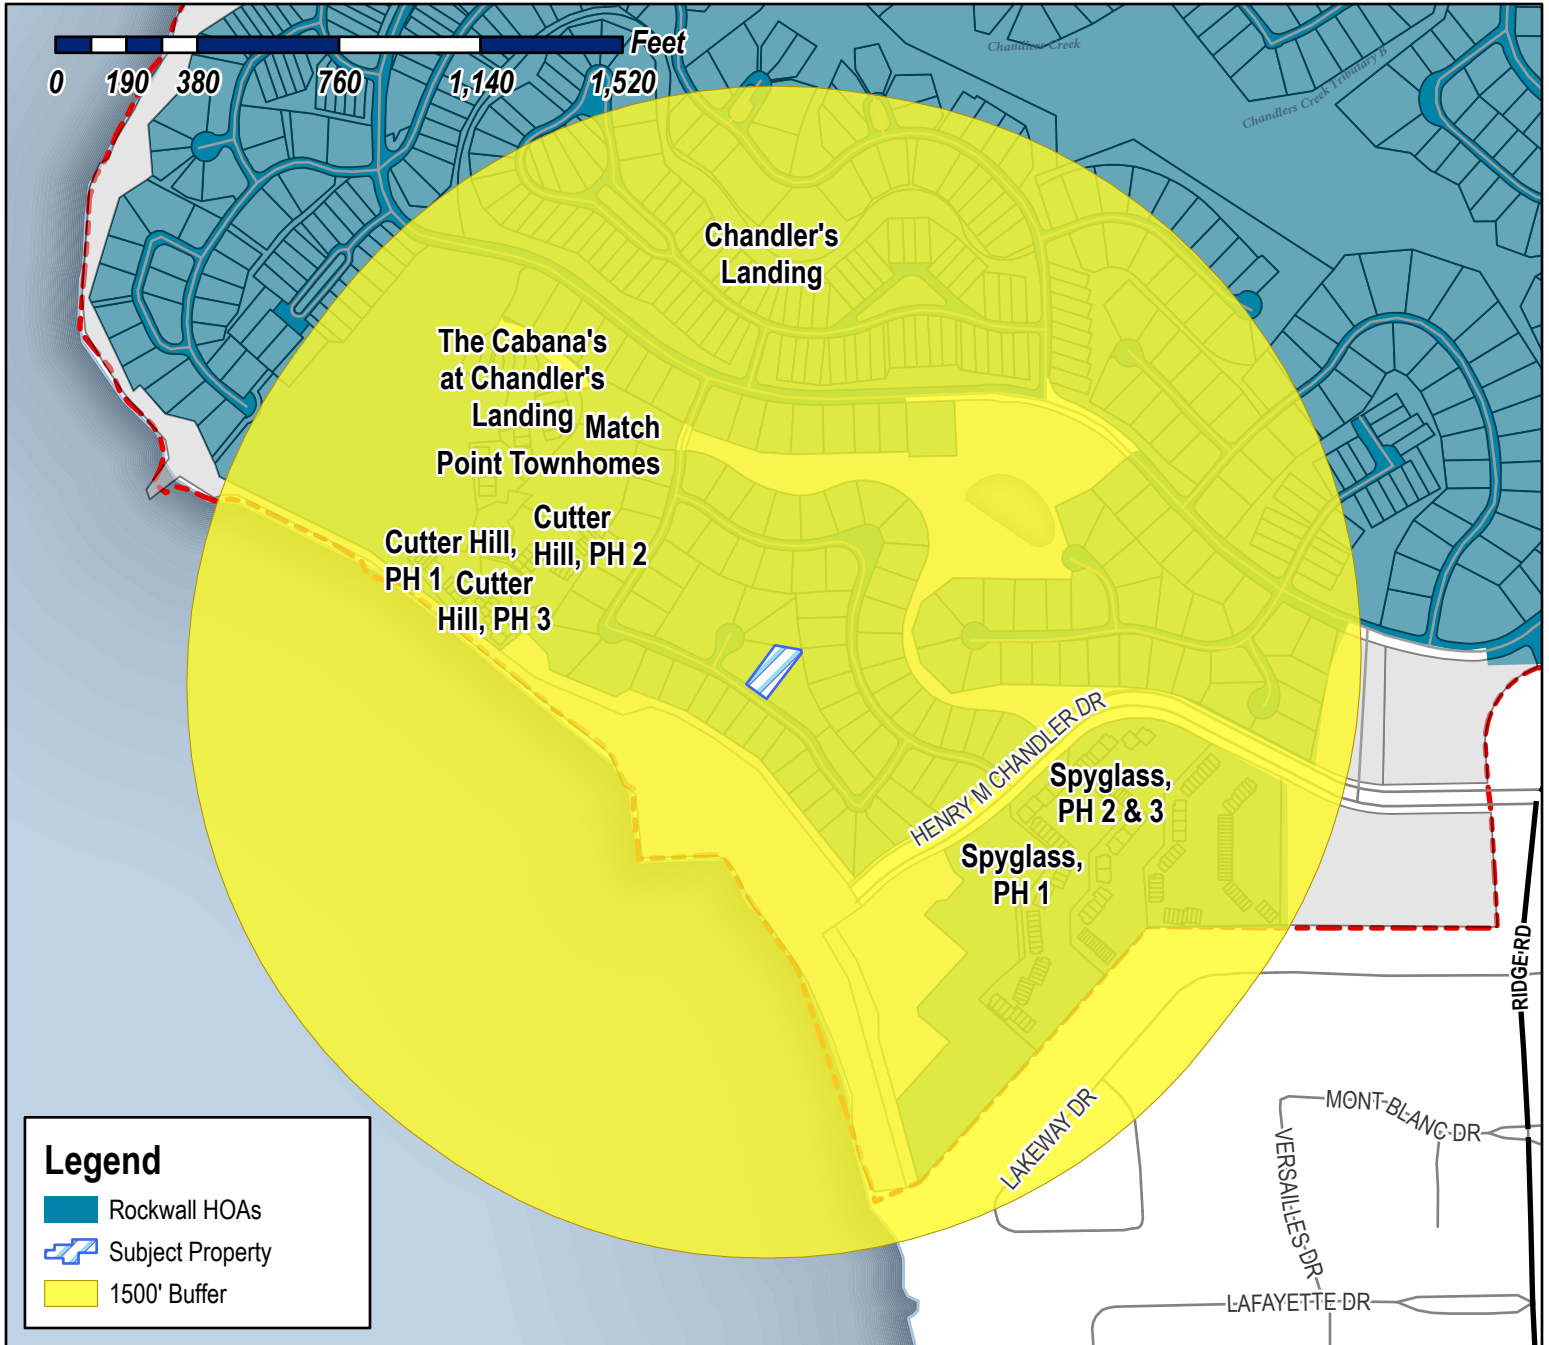 Feet
0 190 380 760 1,140 1,520
Chandlers Creek
Chandlers Creek Tributary B
Chandler's
Landing
The Cabana's
at Chandler's
Landing
Match
Point Townhomes
Cutter
Hill, PH 2
Cutter Hill,
PH 1
Cutter
Hill, PH 3
HENRY M CHANDLER DR
Spyglass,
PH 2 & 3
Spyglass,
PH 1
RIDGE RD
LAKEWAY DR
MONT BLANC DR
VERSAILLES DR
LAFAYETTE DR
Legend
Rockwall HOAs
Subject Property
1500' Buffer